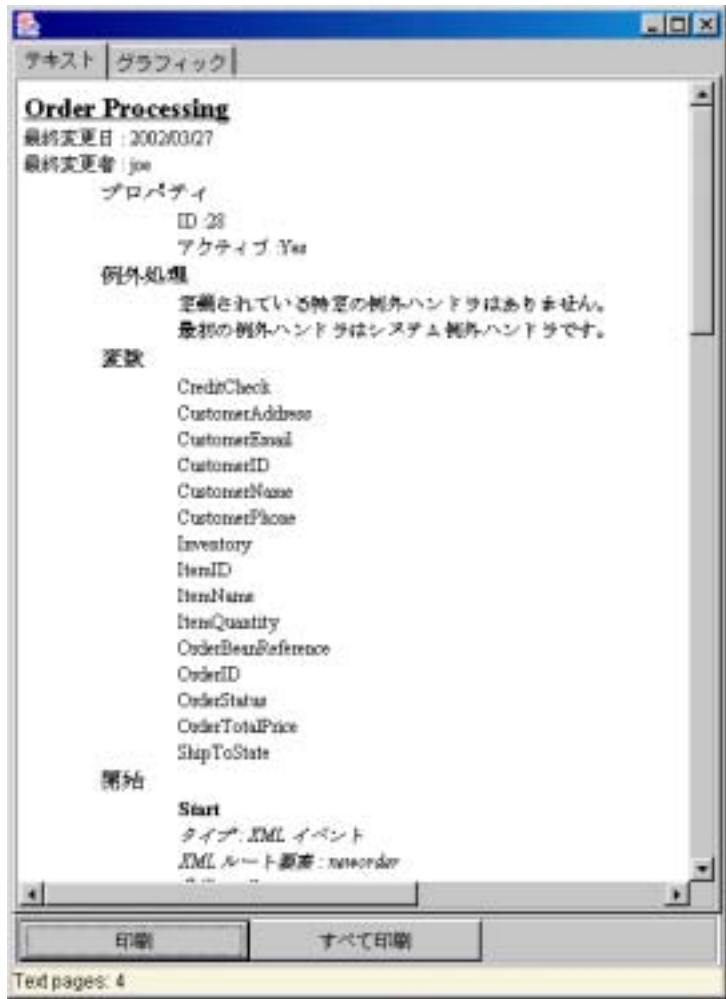 テキスト グラフィック
Order Processing
最終変更日 : 2002/03/27
最終変更者 : joe
プロパティ
ID :28
アクティブ :Yes
例外処理
定義されている特定の例外ハンドラはありません。
最初の例外ハンドラはシステム例外ハンドラです。
変数
CreditCheck
CustomerAddress
CustomerEmail
CustomerID
CustomerName
CustomerPhone
Inventory
ItemID
ItemName
ItemQuantity
OrderBeanReference
OrderID
OrderStatus
OrderTotalPrice
ShipToState
開始
Start
タイプ : XML イベント
XML ルート要素 : neworder
印刷 すべて印刷
Text pages: 4